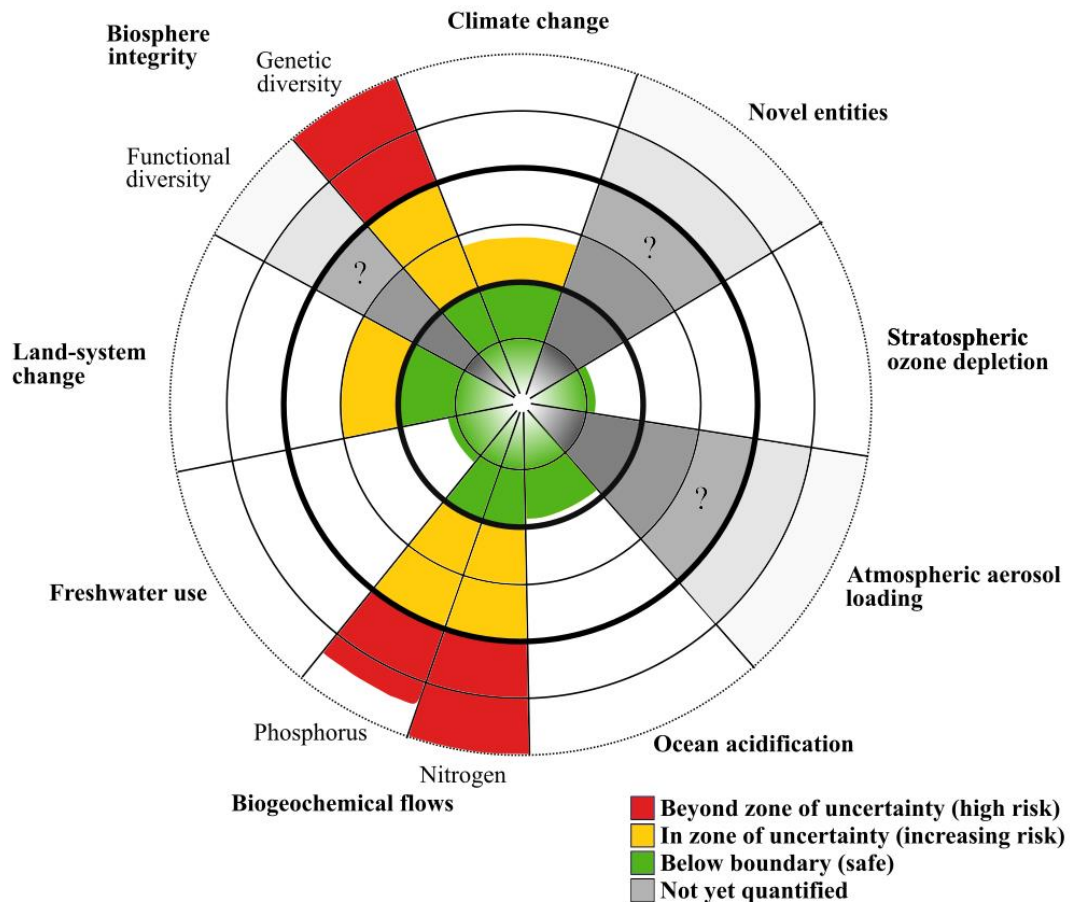 Climate change
Biosphere
integrity
Genetic
diversity
Novel entities
Functional
diversity
?
?
Land-system
change
Stratospheric
ozone depletion
?
Freshwater use
Atmospheric aerosol
loading
Phosphorus
Ocean acidification
Nitrogen
Biogeochemical flows
Beyond zone of uncertainty (high risk)
In zone of uncertainty (increasing risk)
Below boundary (safe)
Not yet quantified